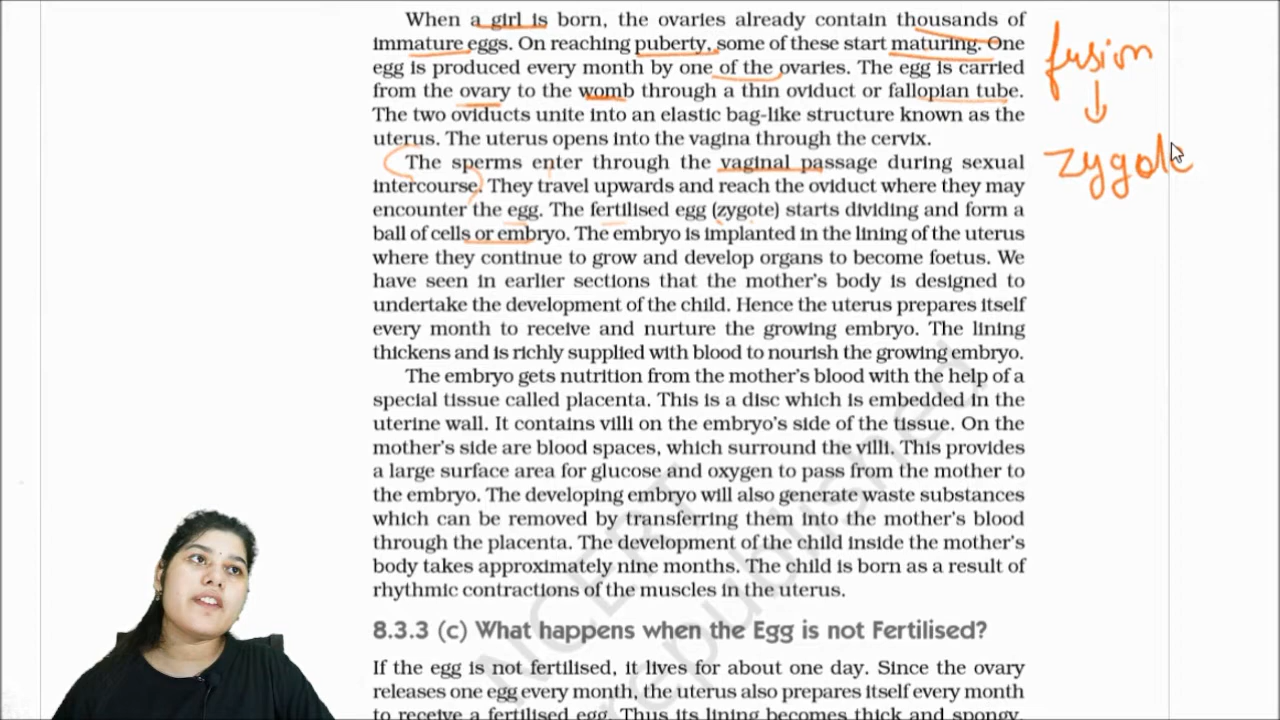 When a girl is born, the ovaries already contain thousands of
immature eggs. On reaching puberty, some of these start maturing. One
egg is produced every month by one of the ovaries. The egg is carried
from the ovary to the womb through a thin oviduct or fallopian tube.
The two oviducts unite into an elastic bag-like structure known as the
uterus. The uterus opens into the vagina through the cervix.
The sperms enter through the vaginal passage during sexual
intercourse. They travel upwards and reach the oviduct where they may
encounter the egg. The fertilised egg (zygote) starts dividing and form a
ball of cells or embryo. The embryo is implanted in the lining of the uterus
where they continue to grow and develop organs to become foetus. We
have seen in earlier sections that the mother's body is designed to
undertake the development of the child. Hence the uterus prepares itself
every month to receive and nurture the growing embryo. The lining
thickens and is richly supplied with blood to nourish the growing embryo.
The embryo gets nutrition from the mother's blood with the help of a
special tissue called placenta. This is a disc which is embedded in the
uterine wall. It contains villi on the embryo's side of the tissue. On the
mother's side are blood spaces, which surround the villi. This provides
a large surface area for glucose and oxygen to pass from the mother to
the embryo. The developing embryo will also generate waste substances
which can be removed by transferring them into the mother's blood
through the placenta. The development of the child inside the mother's
body takes approximately nine months. The child is born as a result of
rhythmic contractions of the muscles in the uterus.
8.3.3 (c) What happens when the Egg is not Fertilised?
If the egg is not fertilised, it lives for about one day. Since the ovary
releases one egg every month, the uterus also prepares itself every month
to receive a fertilised egg. Thus its lining becomes thick and spongy.
fusion
↓
zygote
NCERT
republished